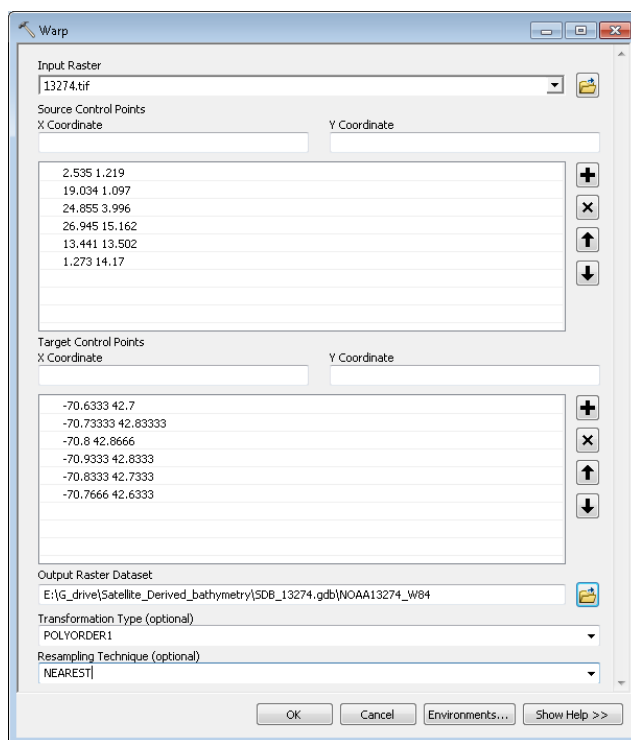 Warp
Input Raster
13274.tif
Source Control Points
X Coordinate Y Coordinate
2.535 1.219
19.034 1.097
24.855 3.996
26.945 15.162
13.441 13.502
1.273 14.17
Target Control Points
X Coordinate Y Coordinate
-70.6333 42.7
-70.73333 42.83333
-70.8 42.8666
-70.9333 42.8333
-70.8333 42.7333
-70.7666 42.6333
Output Raster Dataset
E:\G_drive\Satellite_Derived_bathymetry\SDB_13274.gdb\NOAA13274_W84
Transformation Type (optional)
POLYORDER1
Resampling Technique (optional)
NEAREST
OK Cancel Environments... Show Help >>